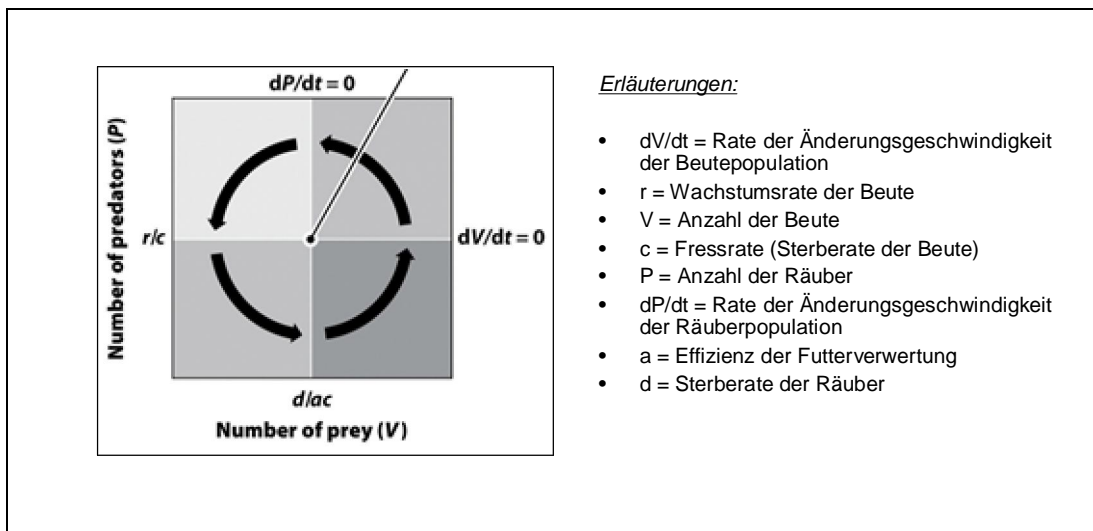 dP/dt = 0
Number of predators (P)
r/c
dV/dt = 0
d/ac
Number of prey (V)
Erläuterungen:
• dV/dt = Rate der Änderungsgeschwindigkeit
der Beutepopulation
• r = Wachstumsrate der Beute
• V = Anzahl der Beute
• c = Fressrate (Sterberate der Beute)
• P = Anzahl der Räuber
• dP/dt = Rate der Änderungsgeschwindigkeit
der Räuberpopulation
• a = Effizienz der Futterverwertung
• d = Sterberate der Räuber